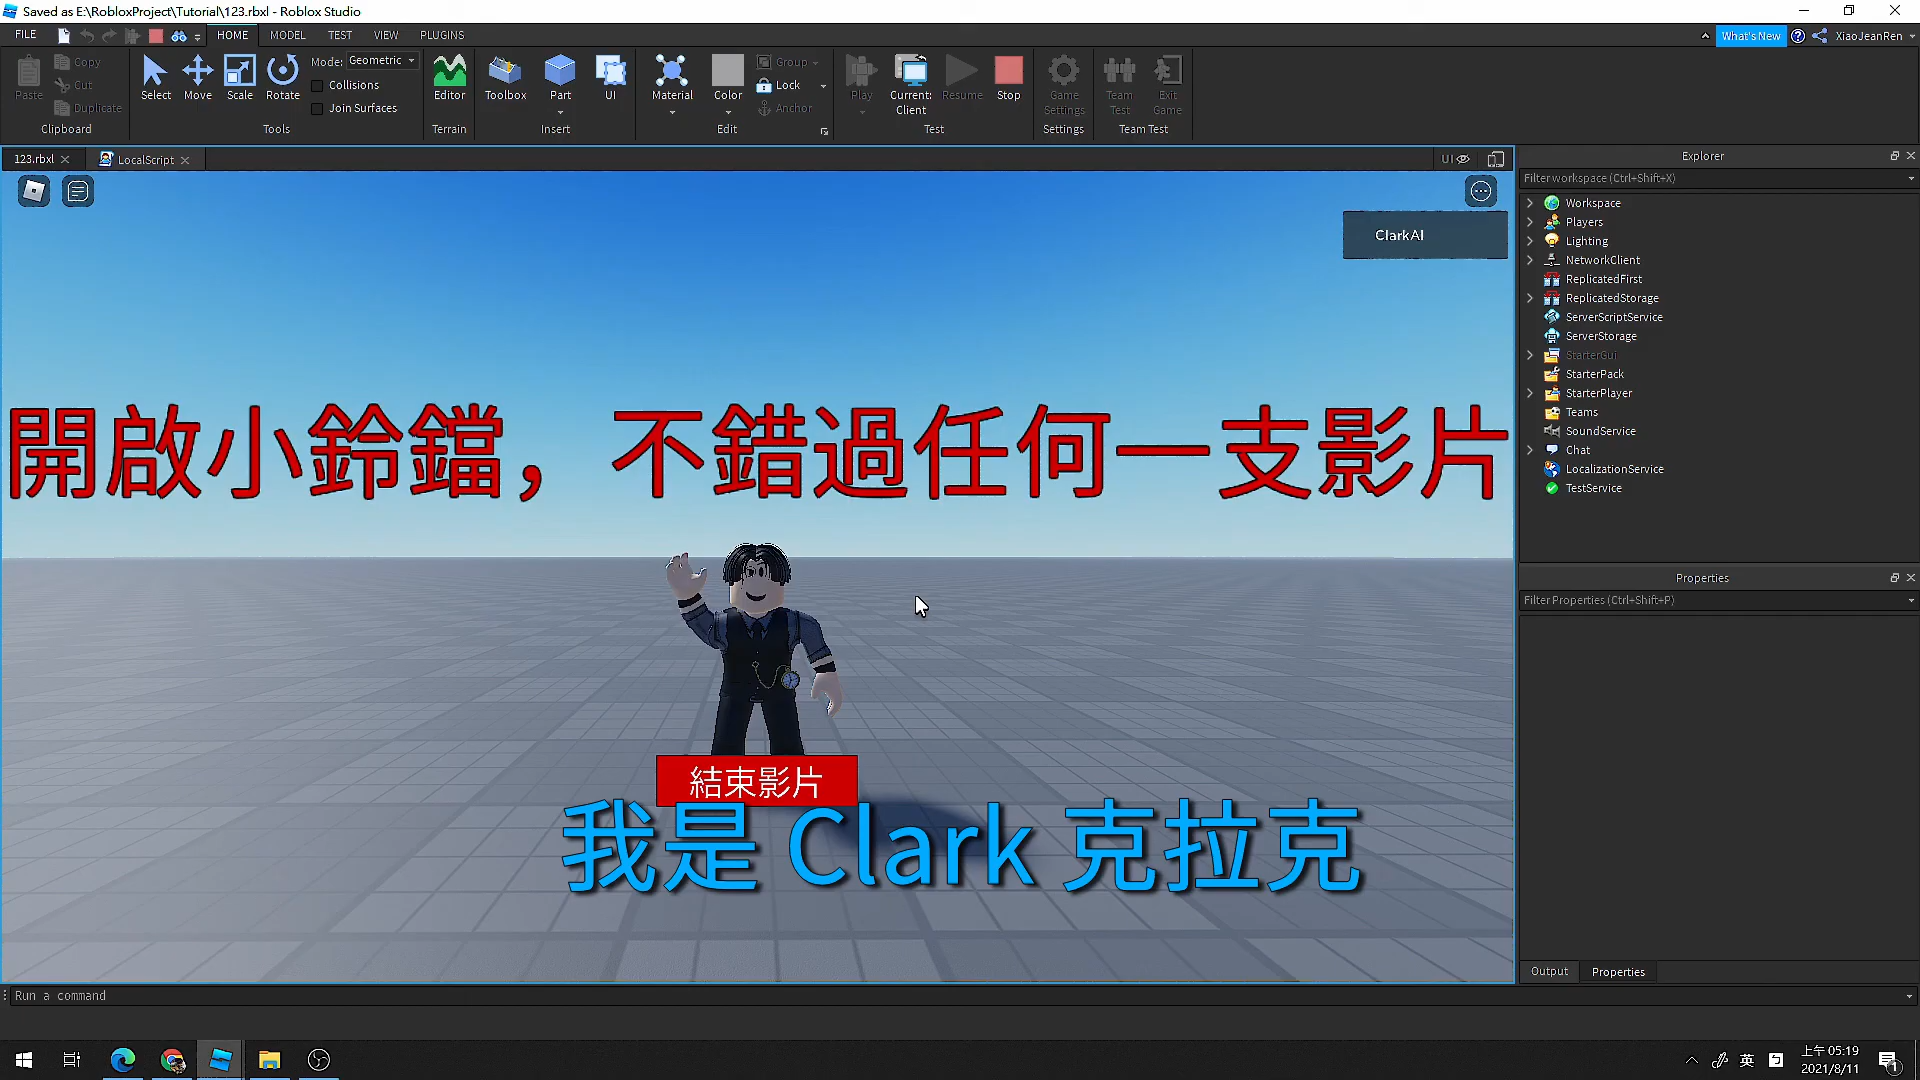 Saved as E:\RobloxProject\Tutorial\123.rbxl - Roblox Studio
FILE HOME MODEL TEST VIEW PLUGINS What's New XiaoJeanRen
Paste Copy Cut Duplicate Clipboard
Select Move Scale Rotate Mode: Geometric Collisions Join Surfaces Tools
Editor Terrain
Toolbox Part UI Insert
Material Color Group Lock Anchor Edit
Play Current: Client Resume Stop Test
Game Settings Settings
Team Test Exit Game Team Test
123.rbxl LocalScript UI
ClarkAI
開啟小鈴鐺，不錯過任何一支影片
結束影片
我是 Clark 克拉克
Explorer
Filter workspace (Ctrl+Shift+X)
Workspace
Players
Lighting
NetworkClient
ReplicatedFirst
ReplicatedStorage
ServerScriptService
ServerStorage
StarterGui
StarterPack
StarterPlayer
Teams
SoundService
Chat
LocalizationService
TestService
Properties
Filter Properties (Ctrl+Shift+P)
Output Properties
Run a command
英
上午 05:19
2021/8/11
1